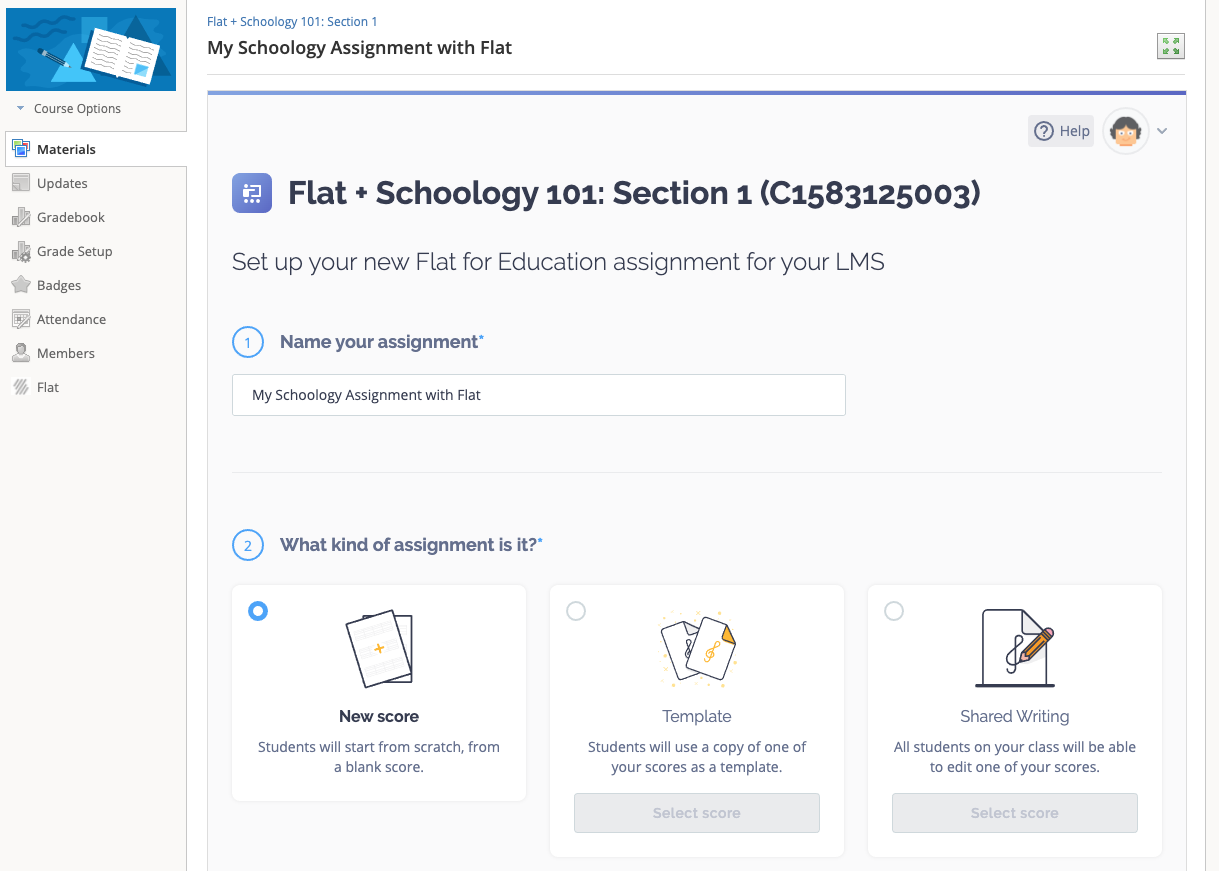 Flat + Schoology 101: Section 1
My Schoology Assignment with Flat
Course Options
Materials
Updates
Gradebook
Grade Setup
Badges
Attendance
Members
Flat
Help
Flat + Schoology 101: Section 1 (C1583125003)
Set up your new Flat for Education assignment for your LMS
1 Name your assignment*
My Schoology Assignment with Flat
2 What kind of assignment is it?*
New score
Students will start from scratch, from
a blank score.
Template
Students will use a copy of one of
your scores as a template.
Select score
Shared Writing
All students on your class will be able
to edit one of your scores.
Select score